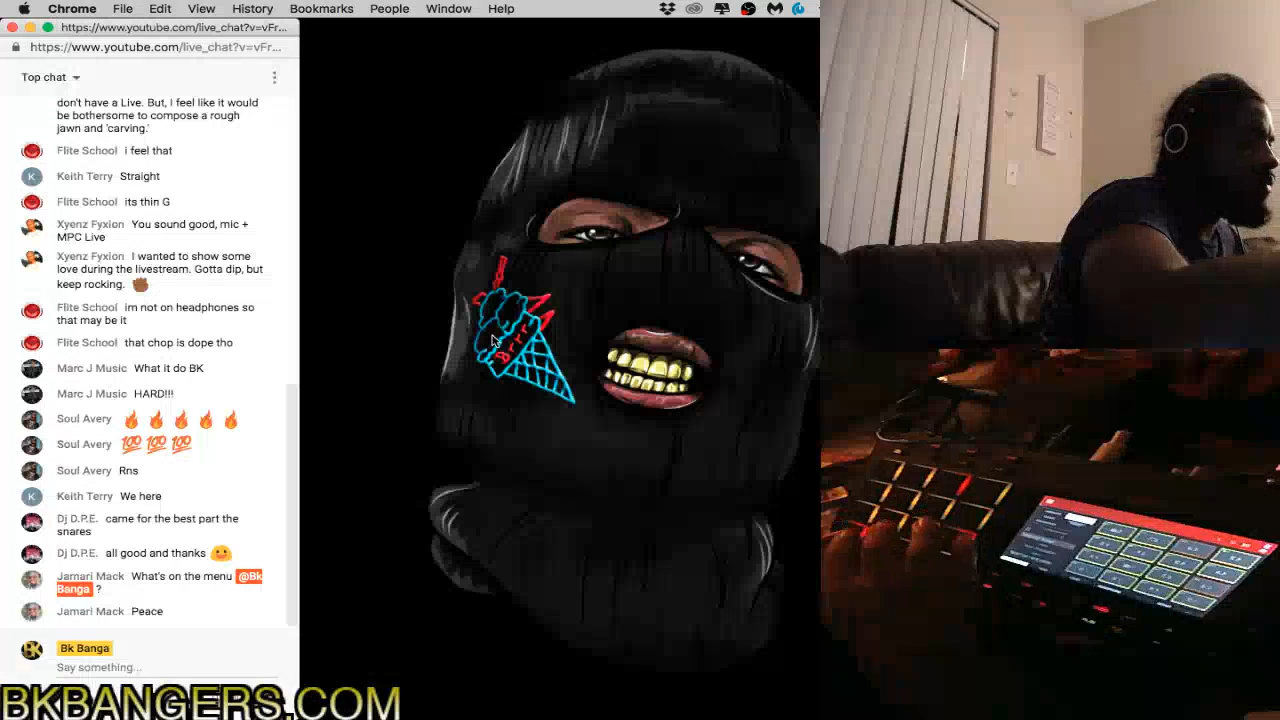 Chrome File Edit View History Bookmarks People Window Help
https://www.youtube.com/live_chat?v=vFr...
https://www.youtube.com/live_chat?v=vFr...
Top chat
don't have a Live. But, I feel like it would
be bothersome to compose a rough
jawn and 'carving.'
Flite School i feel that
Keith Terry Straight
Flite School its thin G
Xyenz Fyxion You sound good, mic +
MPC Live
Xyenz Fyxion I wanted to show some
love during the livestream. Gotta dip, but
keep rocking.
Flite School im not on headphones so
that may be it
Flite School that chop is dope tho
Marc J Music What it do BK
Marc J Music HARD!!!
Soul Avery
Soul Avery 💯 💯 💯
Soul Avery Rns
Keith Terry We here
Dj D.P.E. came for the best part the
snares
Dj D.P.E. all good and thanks
Jamari Mack What's on the menu @Bk
Banga ?
Jamari Mack Peace
Bk Banga
Say something...
BKBANGERS.COM
Brrr